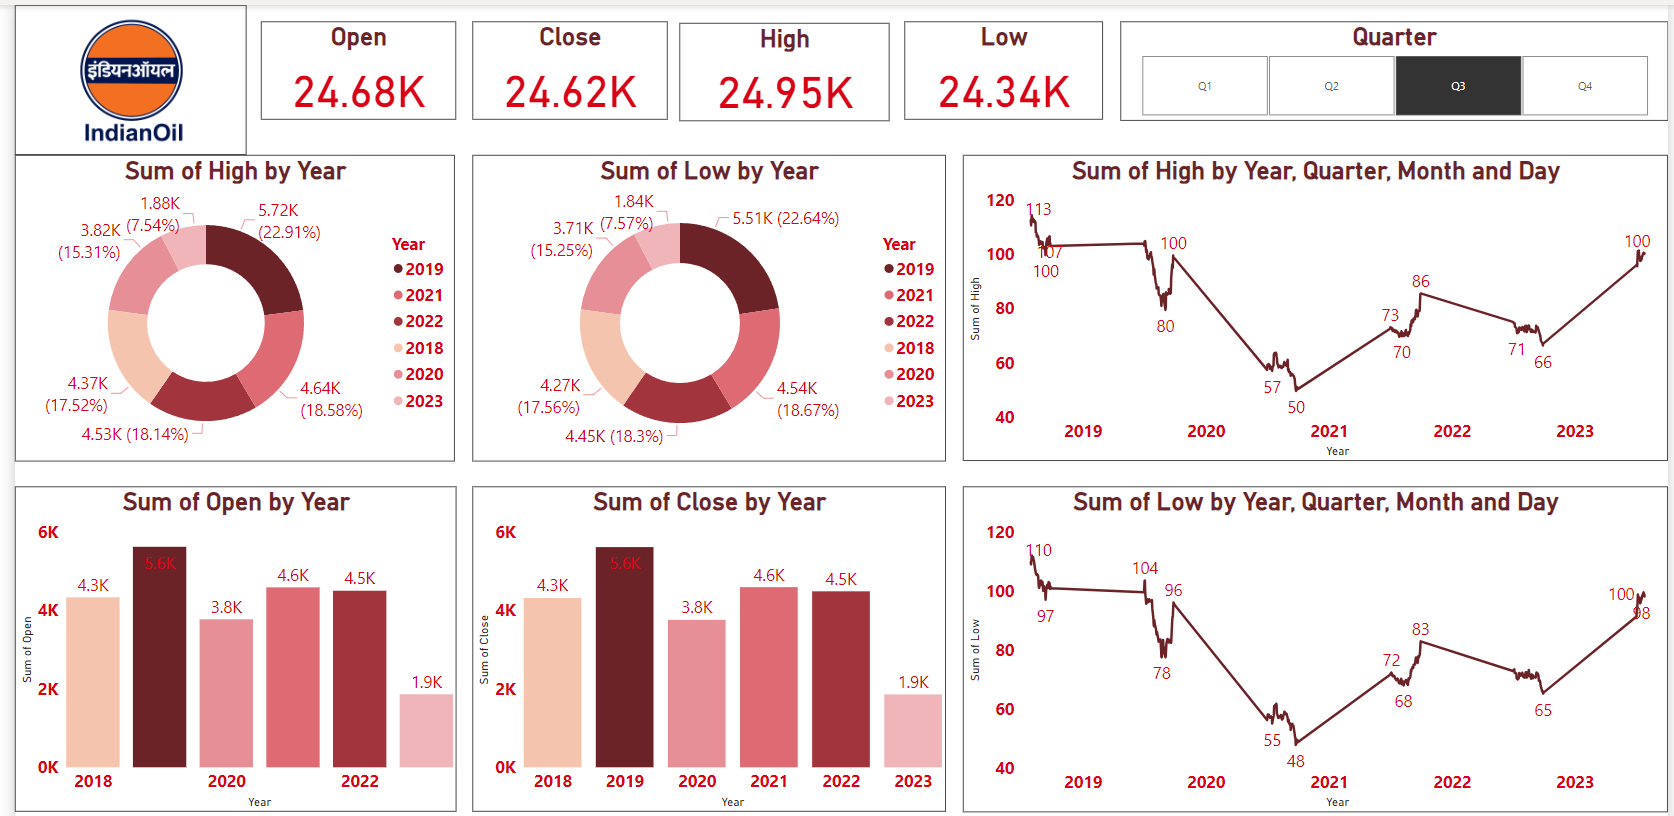 इंडियनऑयल
IndianOil
Open
24.68K
Close
24.62K
High
24.95K
Low
24.34K
Quarter
Q1
Q2
Q3
Q4
Sum of High by Year
1.88K
(7.54%)
5.72K
(22.91%)
3.82K
(15.31%)
4.37K
(17.52%)
4.64K
(18.58%)
4.53K (18.14%)
Year
2019
2021
2022
2018
2020
2023
Sum of Low by Year
1.84K
(7.57%)
5.51K (22.64%)
3.71K
(15.25%)
4.27K
(17.56%)
4.54K
(18.67%)
4.45K (18.3%)
Year
2019
2021
2022
2018
2020
2023
Sum of High by Year, Quarter, Month and Day
Sum of High
120
100
80
60
40
113
107
100
100
80
57
50
73
70
86
71
66
100
2019
2020
2021
2022
2023
Year
Sum of Open by Year
Sum of Open
6K
4K
2K
0K
4.3K
5.6K
3.8K
4.6K
4.5K
1.9K
2018
2020
2022
Year
Sum of Close by Year
Sum of Close
6K
4K
2K
0K
4.3K
5.6K
3.8K
4.6K
4.5K
1.9K
2018
2019
2020
2021
2022
2023
Year
Sum of Low by Year, Quarter, Month and Day
Sum of Low
120
100
80
60
40
110
97
104
96
78
55
48
72
68
83
65
100
98
2019
2020
2021
2022
2023
Year